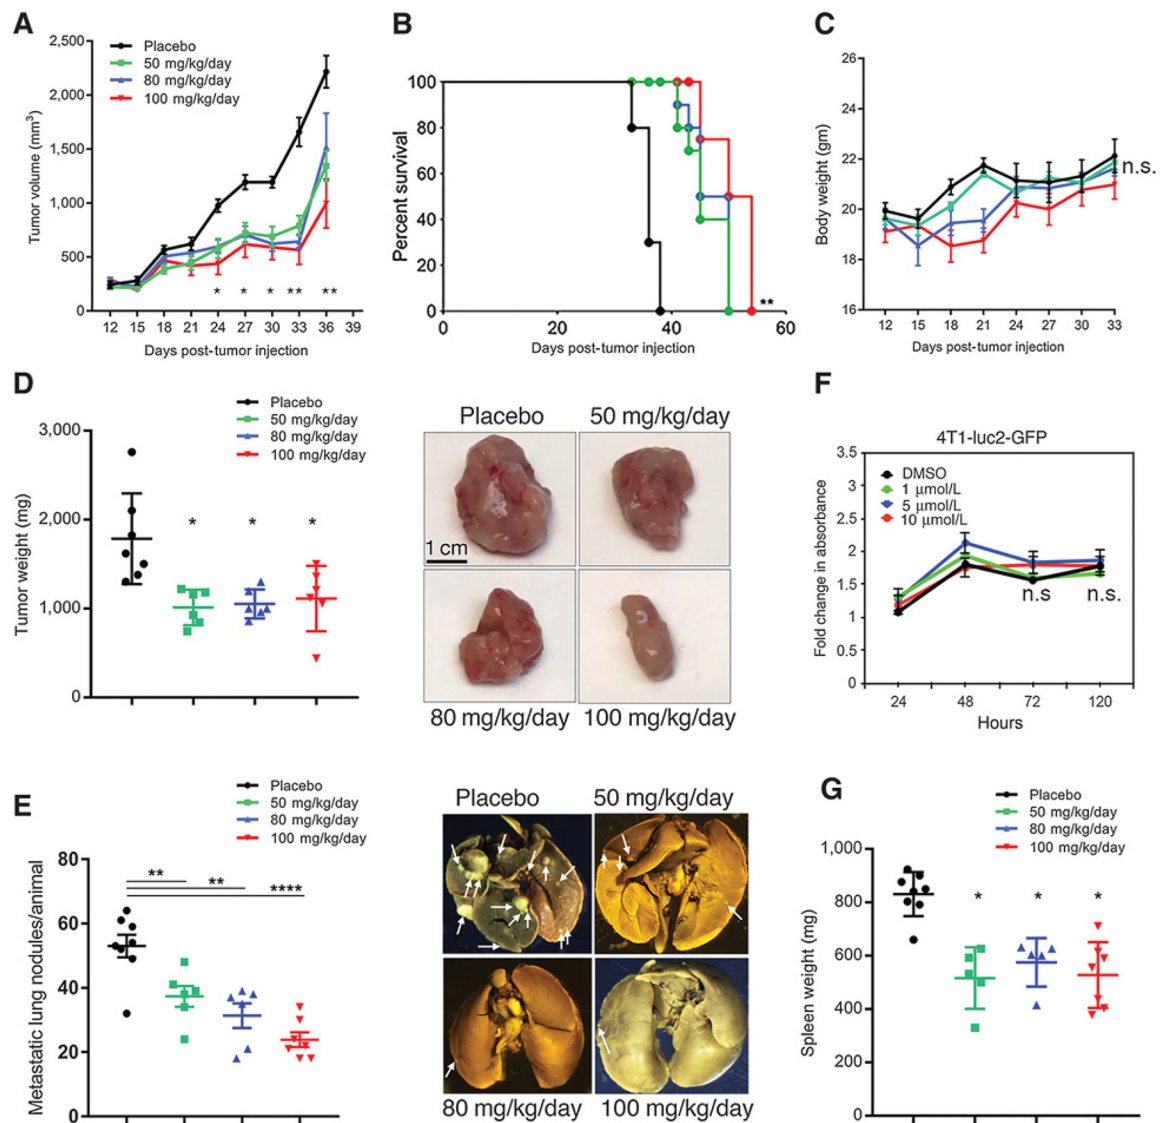 A
2,500
2,000
1,500
1,000
500
0
Tumor volume (mm³)
Placebo
50 mg/kg/day
80 mg/kg/day
100 mg/kg/day
* * * ** **
12 15 18 21 24 27 30 33 36 39
Days post-tumor injection
B
100
80
60
40
20
0
Percent survival
**
0 20 40 60
Days post-tumor injection
C
26
24
22
20
18
16
Body weight (gm)
n.s.
12 15 18 21 24 27 30 33
Days post-tumor injection
D
Placebo
50 mg/kg/day
80 mg/kg/day
100 mg/kg/day
3,000
2,000
1,000
0
Tumor weight (mg)
* * *
Placebo 50 mg/kg/day
1 cm
80 mg/kg/day 100 mg/kg/day
F
4T1-luc2-GFP
3.5
3
2.5
2
1.5
1
0.5
0
Fold change in absorbance
DMSO
1 µmol/L
5 µmol/L
10 µmol/L
n.s n.s.
24 48 72 120
Hours
E
Placebo
50 mg/kg/day
80 mg/kg/day
100 mg/kg/day
80
60
40
20
0
Metastatic lung nodules/animal
** ** ****
Placebo 50 mg/kg/day
80 mg/kg/day 100 mg/kg/day
G
Placebo
50 mg/kg/day
80 mg/kg/day
100 mg/kg/day
1,000
800
600
400
200
0
Spleen weight (mg)
* * *